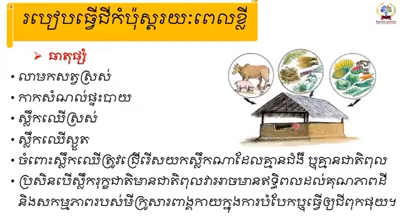 របៀបធ្វើជីកំប៉ុស្តរយៈពេលខ្លី
ធាតុផ្សំ
លាមកសត្វស្រស់
កាកសំណល់ផ្ទះបាយ
ស្លឹកឈើស្រស់
ស្លឹកឈើស្ងួត
ចំពោះស្លឹកឈើត្រូវជ្រើរើសយកស្លឹកណាដែលគ្មានជំងឺ ឬគ្មានជាតិពុល
ប្រសិនបើស្លឹករុក្ខជាតិមានជាតិពុលវាអាចមានឥទ្ធិពលដល់គុណភាពជី
និងសកម្មភាពរបស់មីក្រូសារពាង្គកាយក្នុងការបំបែកឬធ្វើឲ្យជីពុកផុយ។